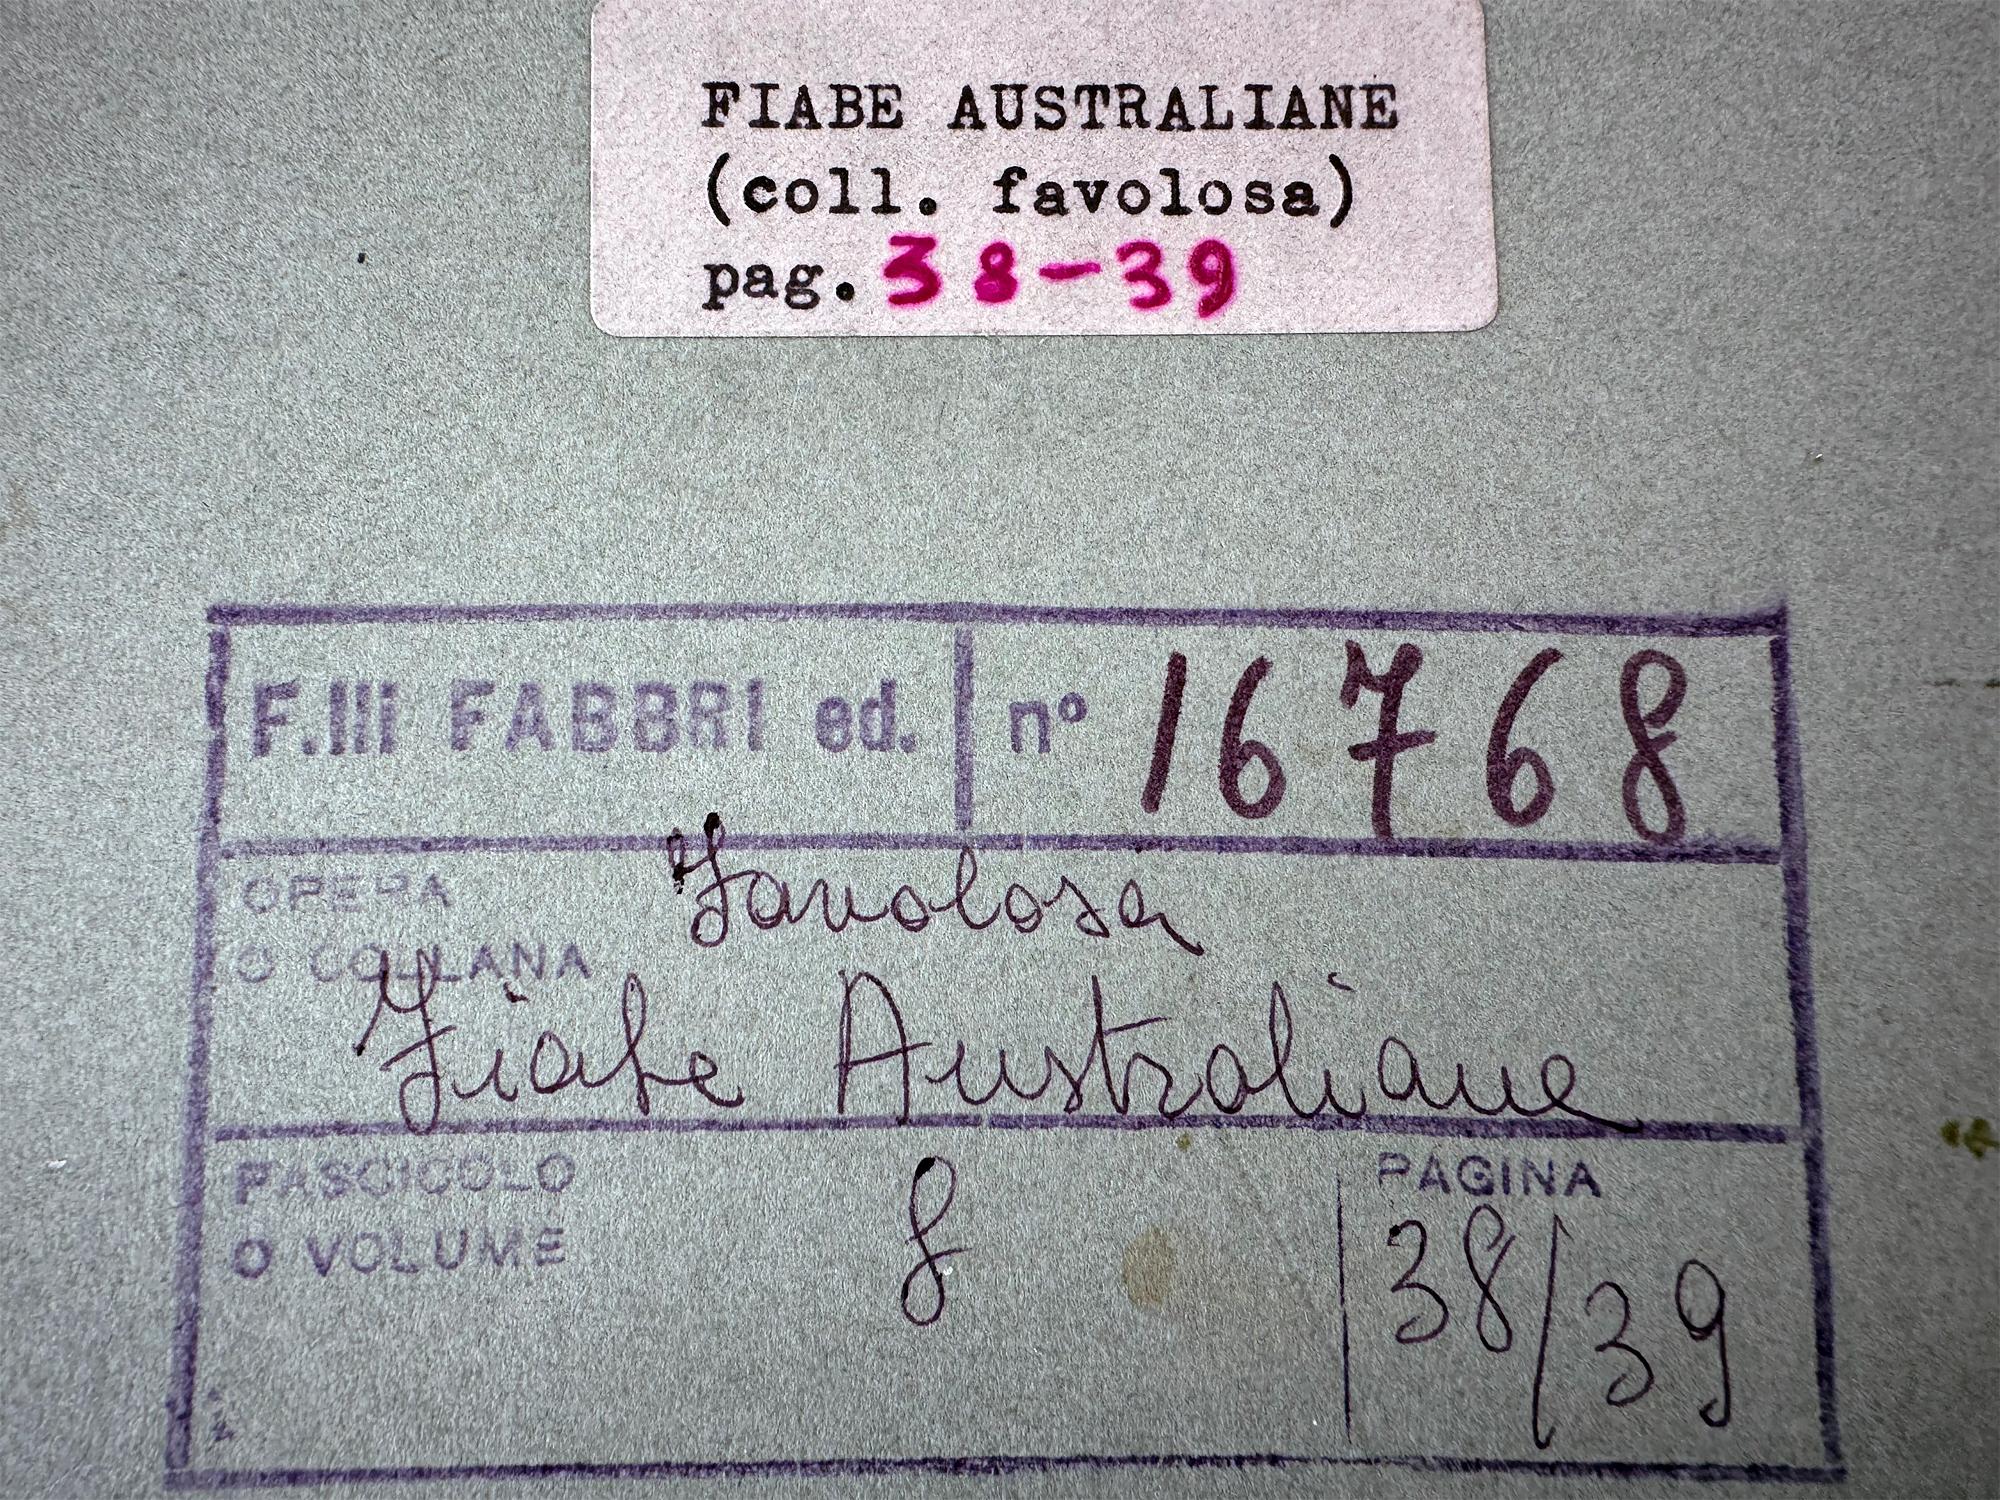 FIABE AUSTRALIANE
(coll. favolosa)
pag. 38-39
F.lli FABBRI ed. nº 16768
OPERA
O COLLANA
Favolosa
Fiabe Australiane
FASCICOLO
O VOLUME
8
PAGINA
38/39